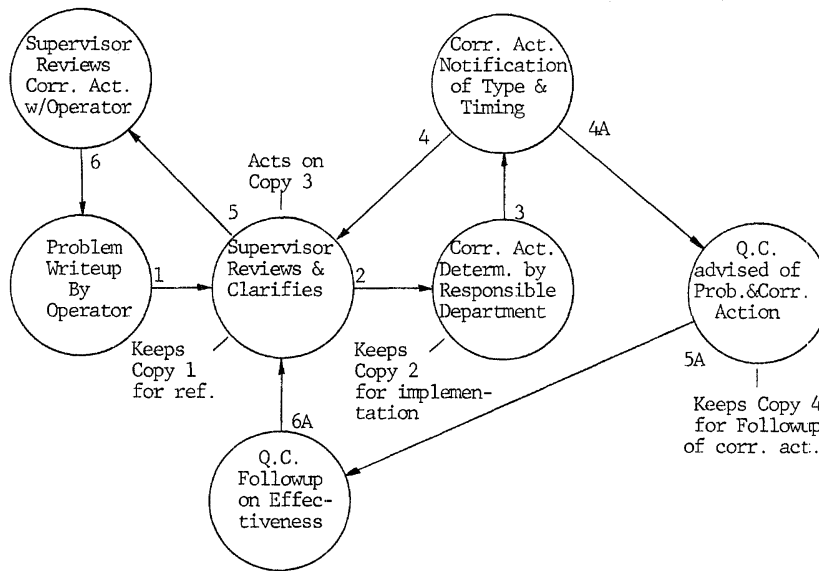 Supervisor
Reviews
Corr. Act.
w/Operator
Corr. Act.
Notification
of Type &
Timing
4
4A
6
Acts on
Copy 3
5
3
Problem
Writeup
By
Operator
1
Supervisor
Reviews &
Clarifies
2
Corr. Act.
Determ. by
Responsible
Department
Q.C.
advised of
Prob.&Corr.
Action
Keeps
Copy 1
for ref.
Keeps
Copy 2
for implemen-
tation
5A
Keeps Copy 4
for Followup
of corr. act.
6A
Q.C.
Followup
on Effec-
tiveness